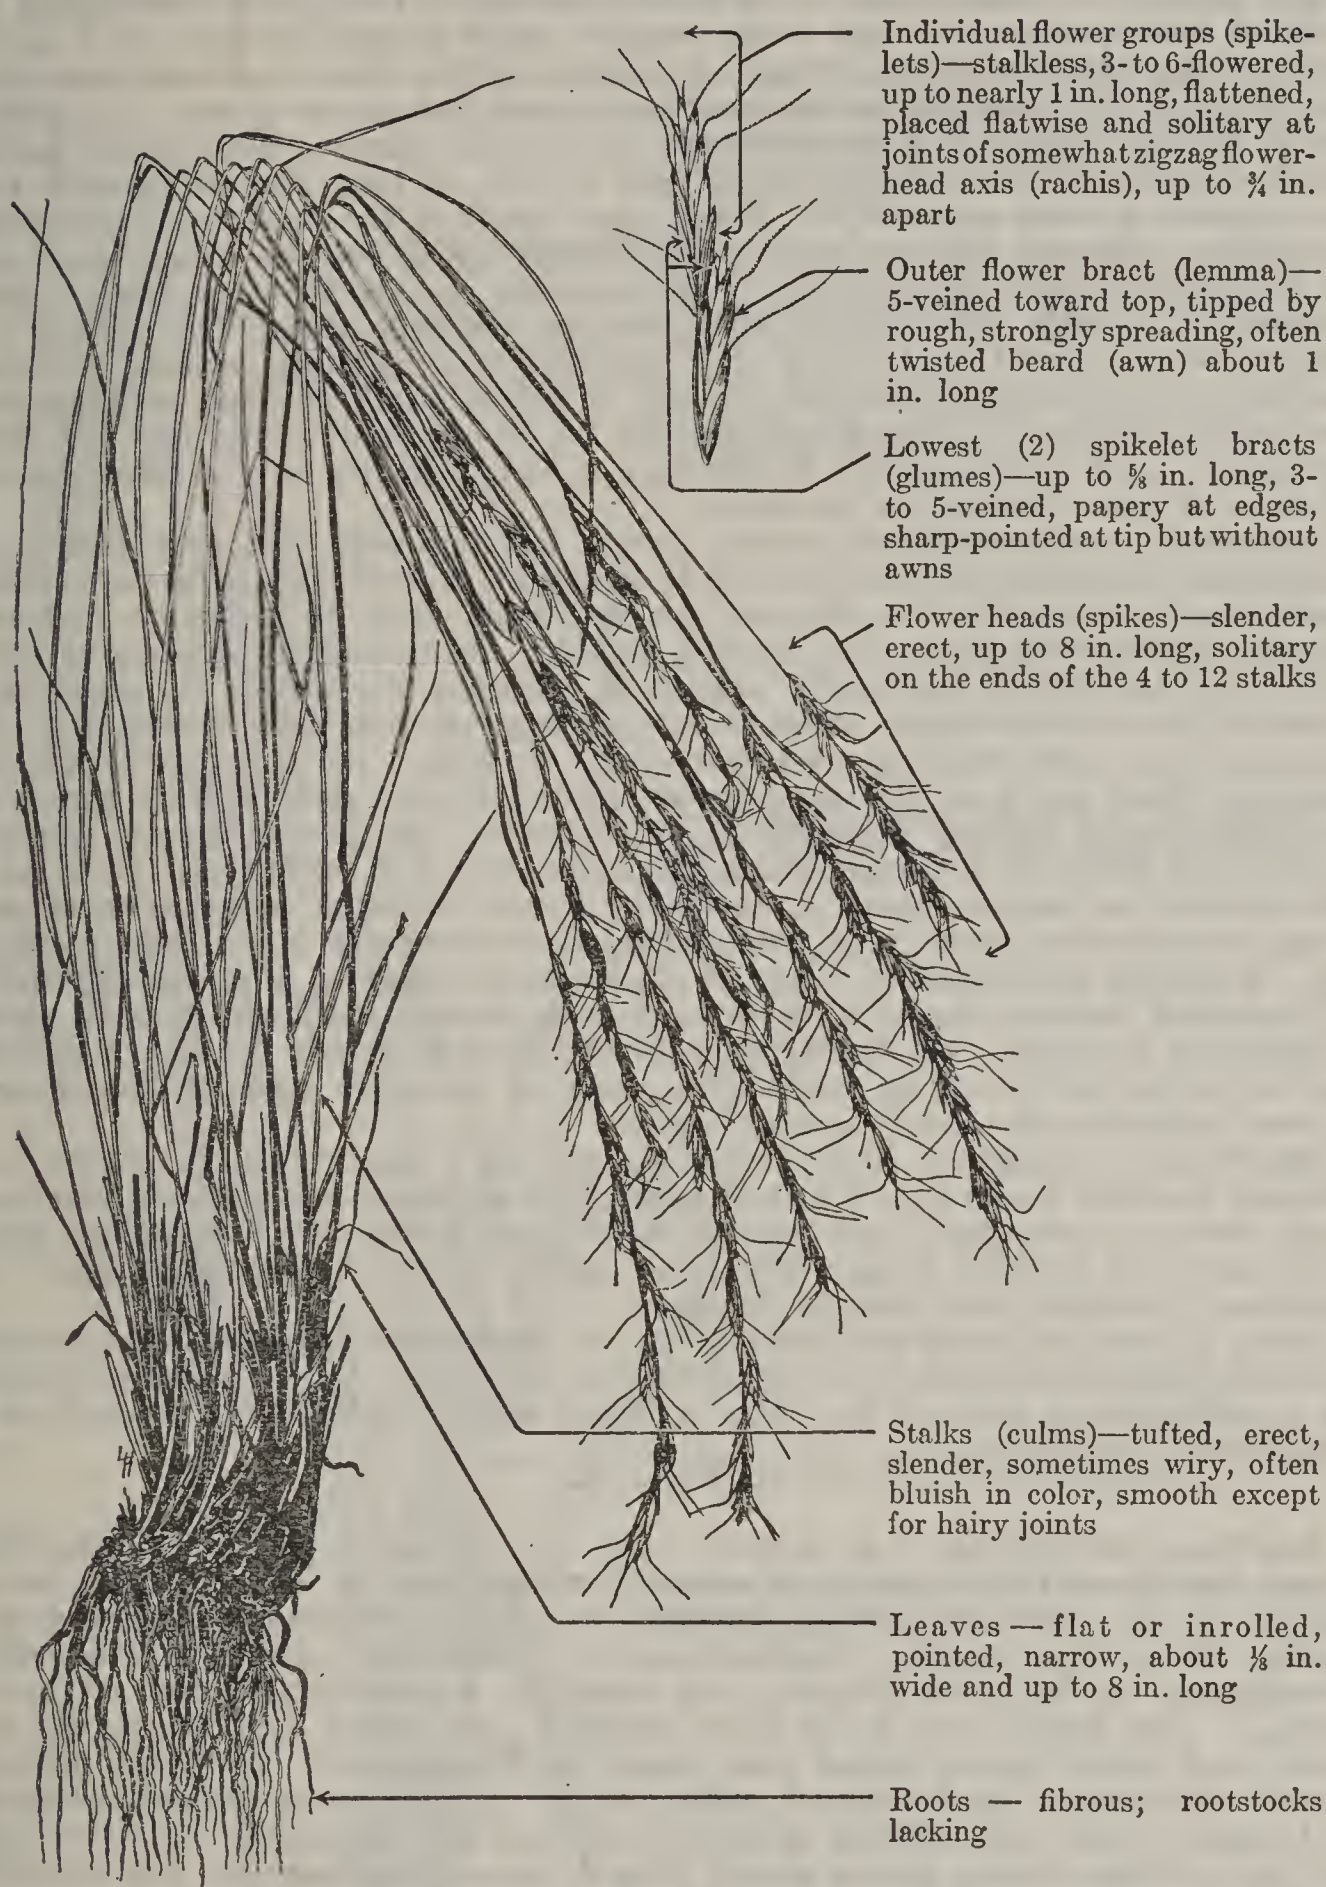 Individual flower groups (spike-
lets)—stalkless, 3- to 6-flowered,
up to nearly 1 in. long, flattened,
placed flatwise and solitary at
joints of somewhat zigzag flower-
head axis (rachis), up to ¾ in.
apart
Outer flower bract (lemma)—
5-veined toward top, tipped by
rough, strongly spreading, often
twisted beard (awn) about 1
in. long
Lowest (2) spikelet bracts
(glumes)—up to ⅝ in. long, 3-
to 5-veined, papery at edges,
sharp-pointed at tip but without
awns
Flower heads (spikes)—slender,
erect, up to 8 in. long, solitary
on the ends of the 4 to 12 stalks
Stalks (culms)—tufted, erect,
slender, sometimes wiry, often
bluish in color, smooth except
for hairy joints
Leaves — flat or inrolled,
pointed, narrow, about ⅛ in.
wide and up to 8 in. long
Roots — fibrous; rootstocks
lacking